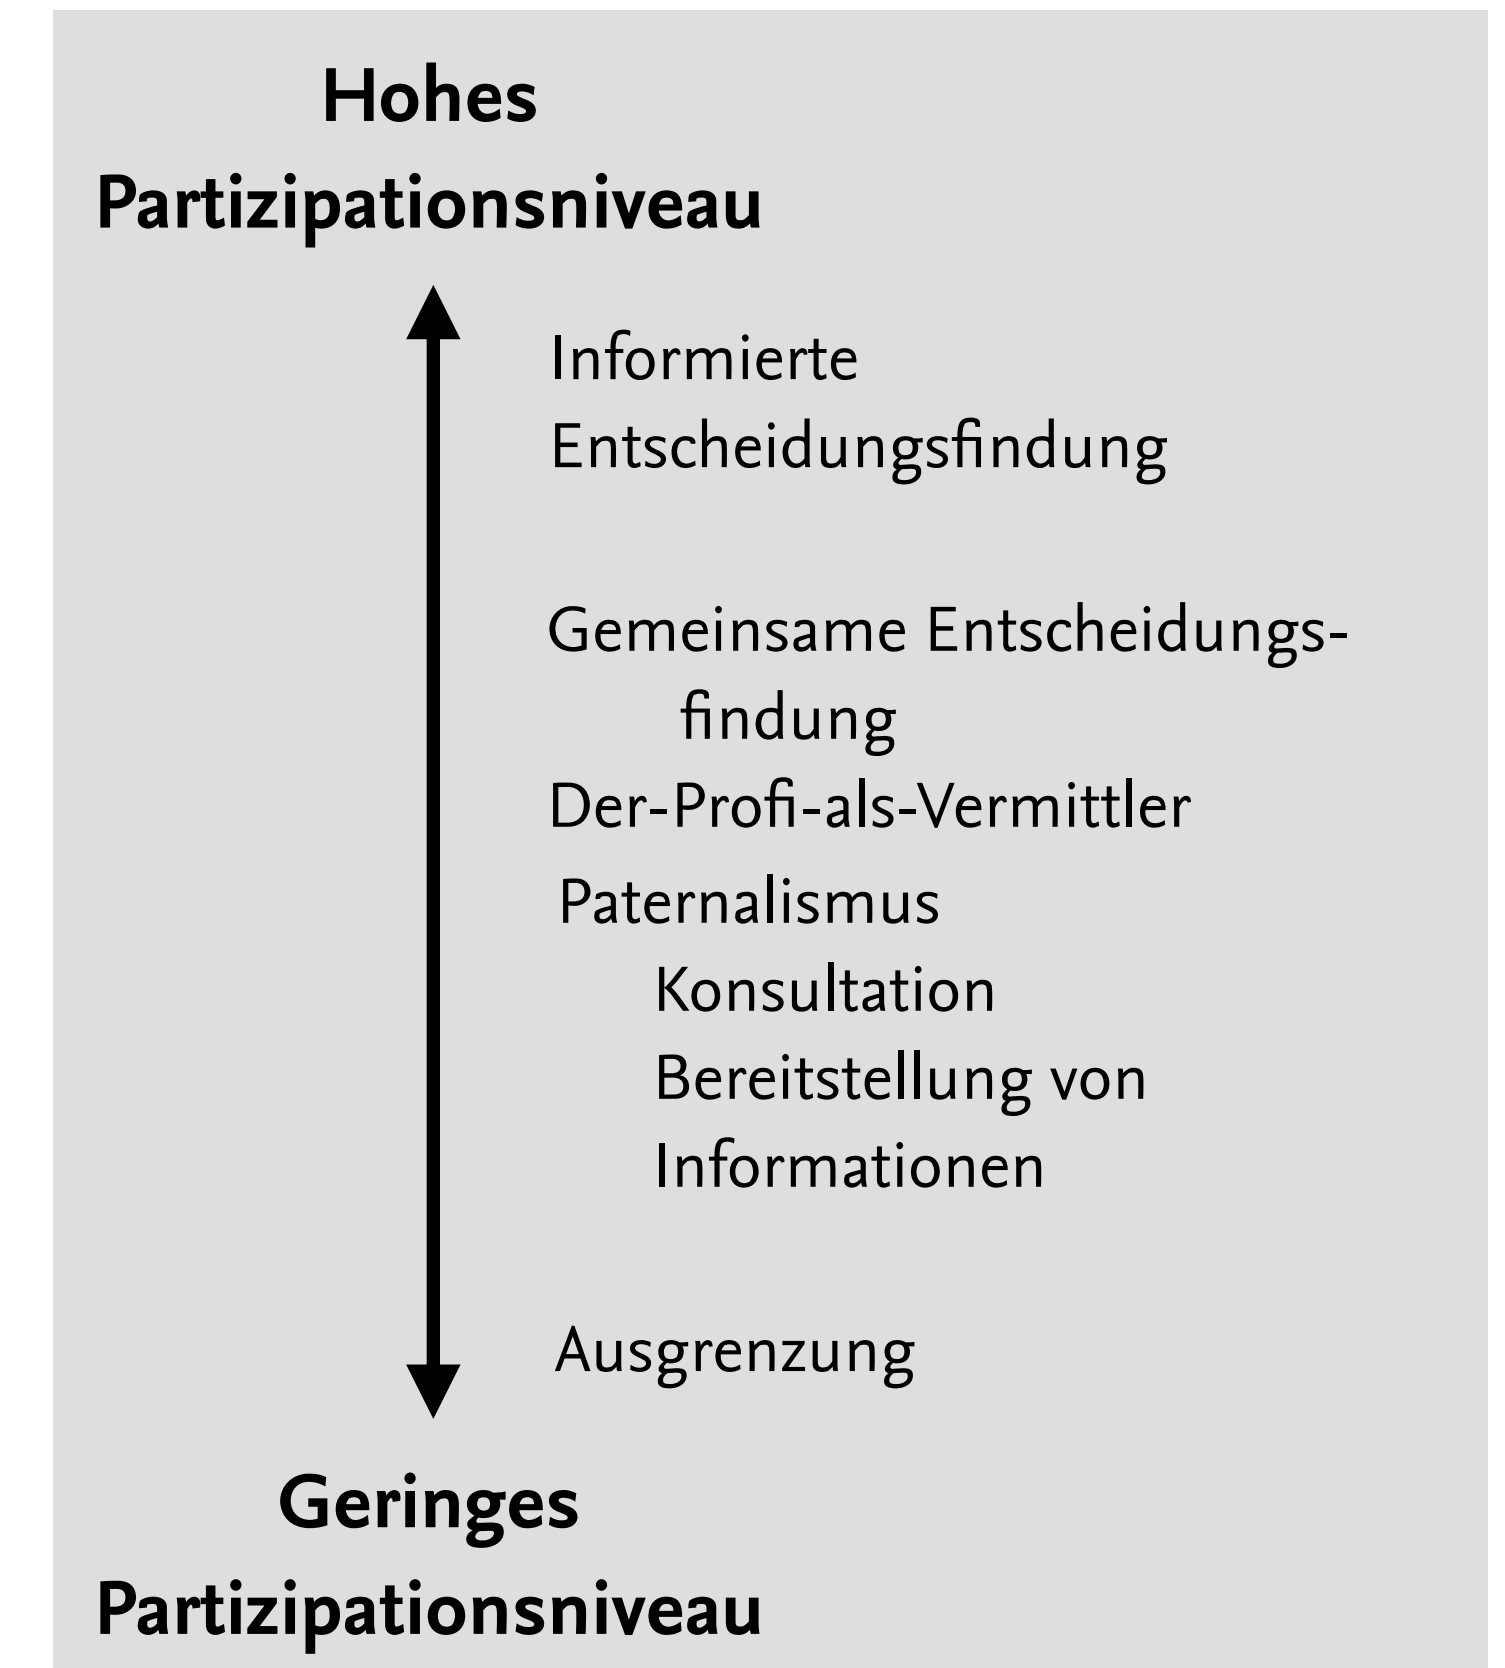 Hohes
Partizipationsniveau
Informierte
Entscheidungsfindung
Gemeinsame Entscheidungs-
findung
Der-Profi-als-Vermittler
Paternalismus
Konsultation
Bereitstellung von
Informationen
Ausgrenzung
Geringes
Partizipationsniveau